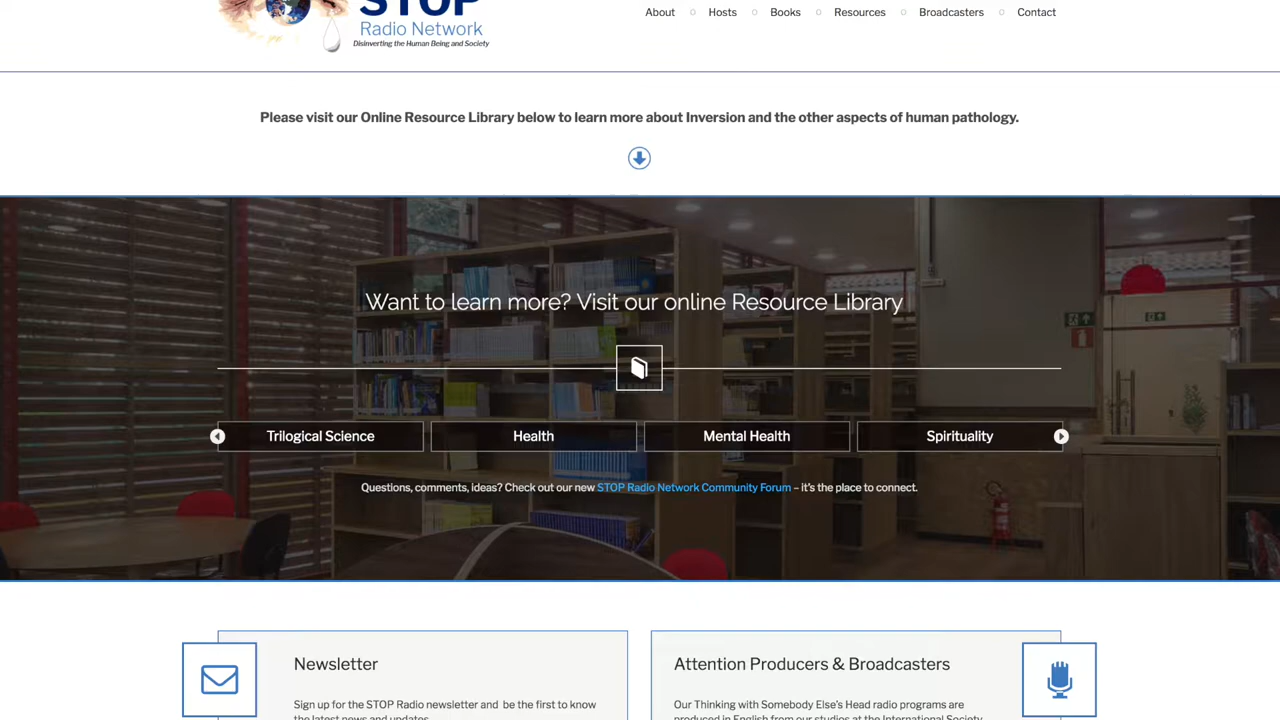 STOP
Radio Network
Disinverting the Human Being and Society
About Hosts Books Resources Broadcasters Contact
Please visit our Online Resource Library below to learn more about Inversion and the other aspects of human pathology.
Want to learn more? Visit our online Resource Library
Trilogical Science Health Mental Health Spirituality
Questions, comments, ideas? Check out our new STOP Radio Network Community Forum – it's the place to connect.
Newsletter
Sign up for the STOP Radio newsletter and be the first to know
the latest news and updates.
Attention Producers & Broadcasters
Our Thinking with Somebody Else's Head radio programs are
produced in English from our studios at the International Society